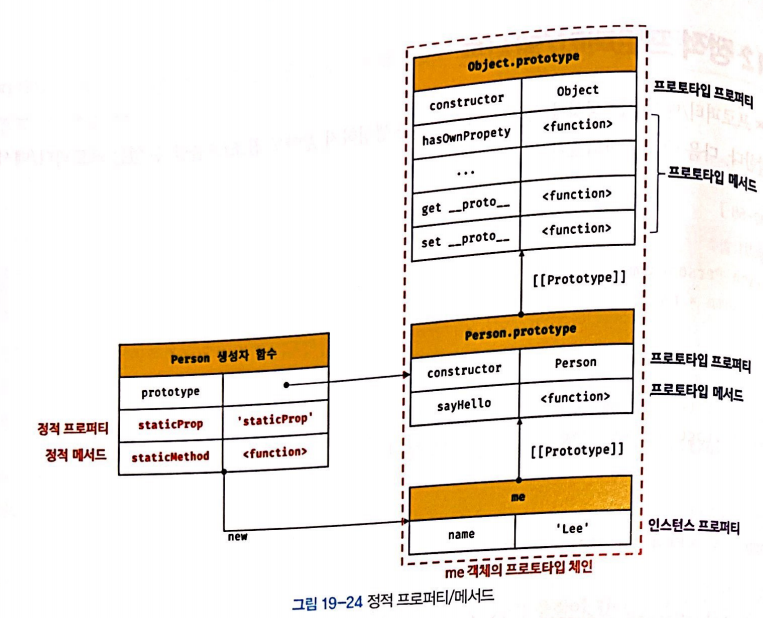 12 정적 프로
Object.prototype
constructor Object 프로토타입 프로퍼티
hasOwnPropety <function>
... 프로토타입 메서드
get __proto__ <function>
set __proto__ <function>
[[Prototype]]
Person.prototype
constructor Person 프로토타입 프로퍼티
sayHello <function> 프로토타입 메서드
Person 생성자 함수
prototype
정적 프로퍼티 staticProp 'staticProp'
정적 메서드 staticMethod <function>
[[Prototype]]
me
new
name 'Lee' 인스턴스 프로퍼티
me 객체의 프로토타입 체인
그림 19-24 정적 프로퍼티/메서드